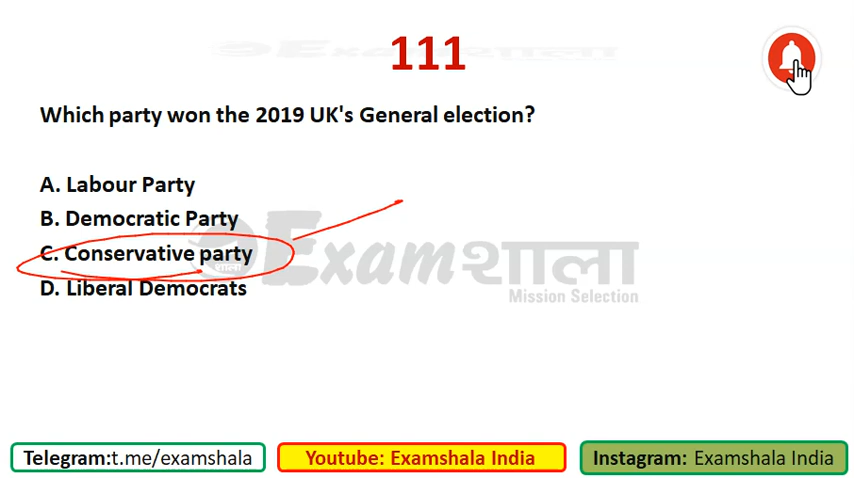 111
Which party won the 2019 UK's General election?
A. Labour Party
B. Democratic Party
C. Conservative party
D. Liberal Democrats
Examशाला
Mission Selection
Telegram:t.me/examshala
Youtube: Examshala India
Instagram: Examshala India